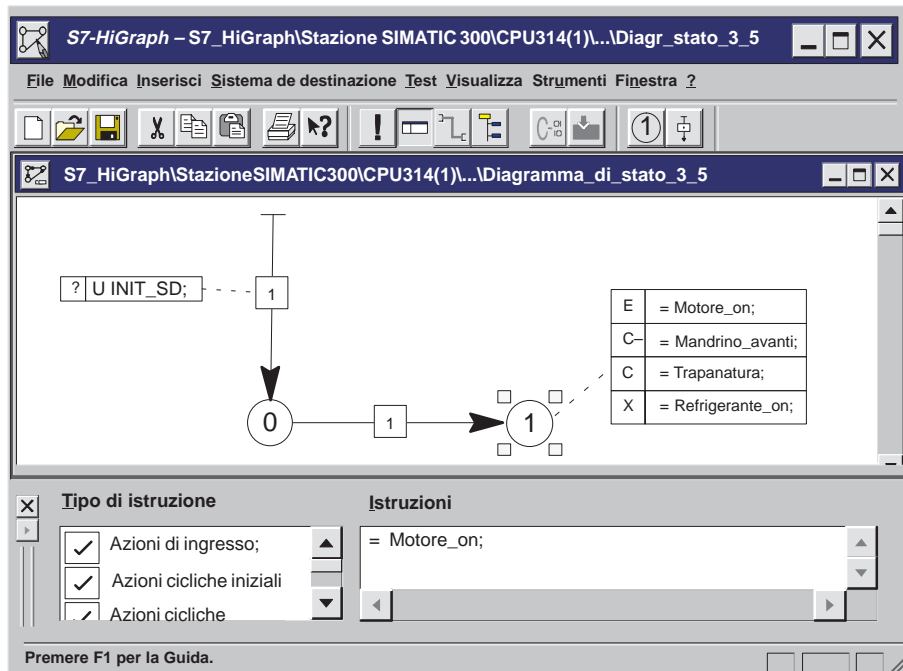 S7-HiGraph – S7_HiGraph\Stazione SIMATIC 300\CPU314(1)\...\Diagr_stato_3_5
File Modifica Inserisci Sistema de destinazione Test Visualizza Strumenti Finestra ?
S7_HiGraph\StazioneSIMATIC300\CPU314(1)\...\Diagramma_di_stato_3_5
? U INIT_SD;
1
E = Motore_on;
C– = Mandrino_avanti;
C = Trapanatura;
X = Refrigerante_on;
0 1 1
Tipo di istruzione
Azioni di ingresso;
Azioni cicliche iniziali
Azioni cicliche
Istruzioni
= Motore_on;
Premere F1 per la Guida.